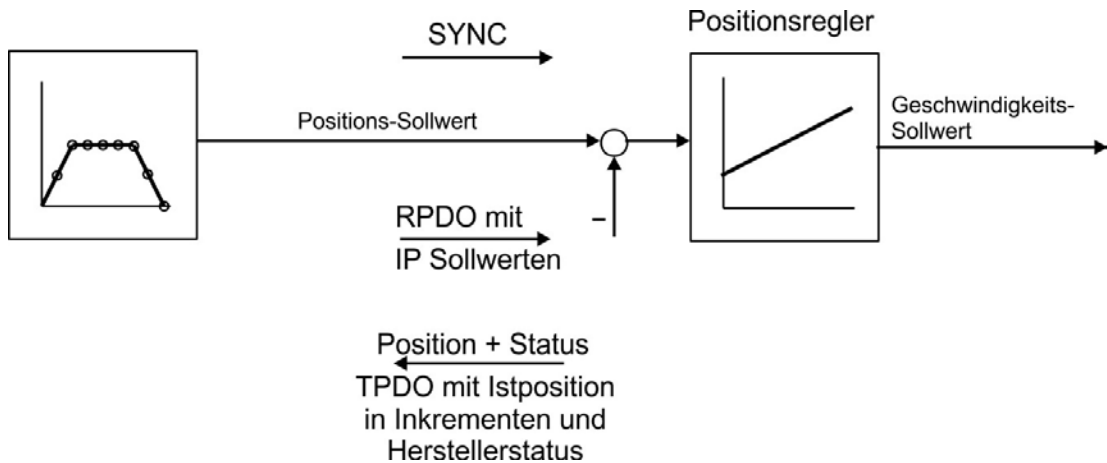 Positionsregler
SYNC
Positions-Sollwert
Geschwindigkeits-
Sollwert
RPDO mit
IP Sollwerten
–
Position + Status
TPDO mit Istposition
in Inkrementen und
Herstellerstatus